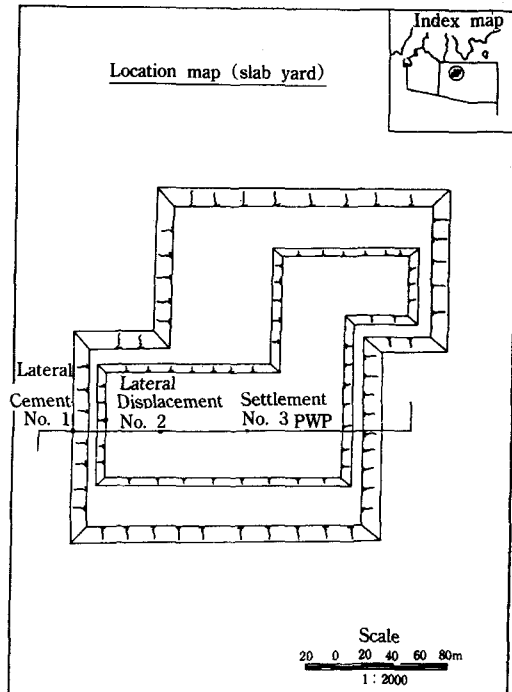 Index map
Location map (slab yard)
Lateral
Cement
No. 1
Lateral
Displacement
No. 2
Settlement
No. 3 PWP
Scale
20 0 20 40 60 80m
1 : 2000